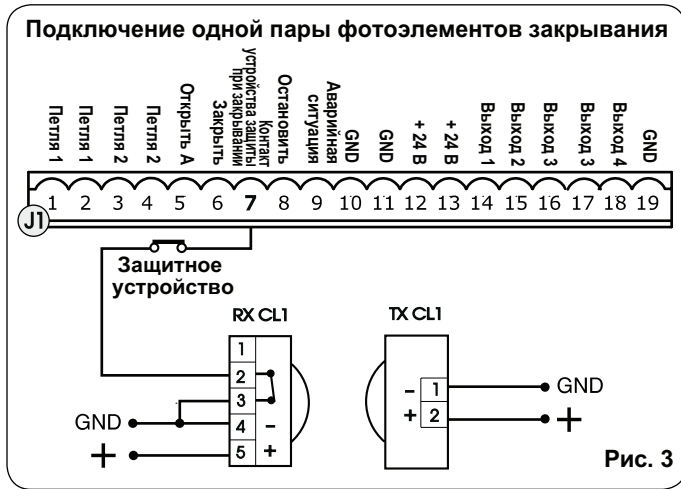 Подключение одной пары фотоэлементов закрывания
Петля 1
Петля 1
Петля 2
Петля 2
Открыть А
Закрыть
Контакт
устройства защиты
при закрывании
Остановить
Аварийная
ситуация
GND
GND
+ 24 В
+ 24 В
Выход 1
Выход 2
Выход 3
Выход 3
Выход 4
GND
1 2 3 4 5 6 7 8 9 10 11 12 13 14 15 16 17 18 19
J1
Защитное
устройство
RX CL1
1
2
3
4 -
5 +
GND
+
TX CL1
- 1
+ 2
GND
+
Рис. 3